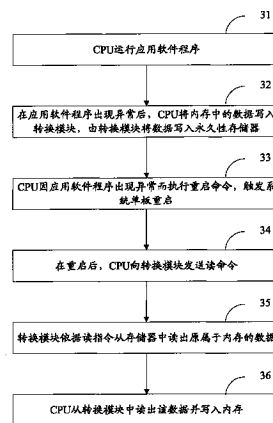 31
CPU运行应用软件程序
32
在应用软件程序出现异常后，CPU将内存中的数据写入
转换模块，由转换模块将数据写入永久性存储器
33
CPU因应用软件程序出现异常而执行重启命令，触发系
统单板重启
34
在重启后，CPU向转换模块发送读命令
35
转换模块依据读指令从存储器中读出原属于内存的数据
36
CPU从转换模块中读出该数据并写入内存